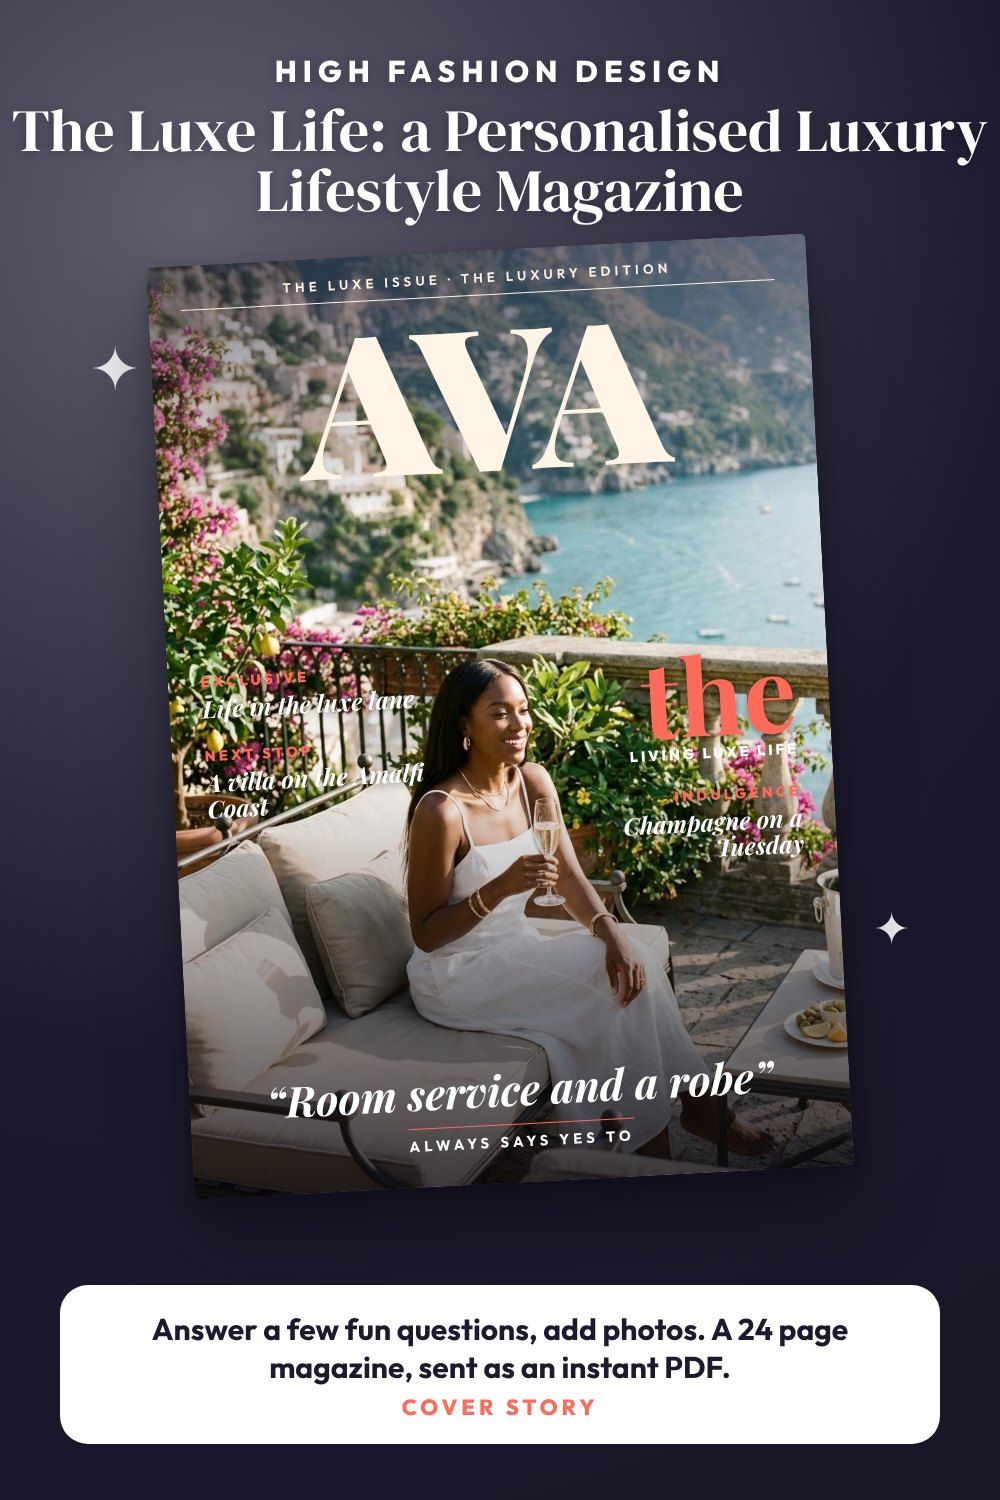 HIGH FASHION DESIGN
The Luxe Life: a Personalised Luxury
Lifestyle Magazine
THE LUXE ISSUE · THE LUXURY EDITION
AVA
EXCLUSIVE
Life in the luxe lane
NEXT STOP
A villa on the Amalfi
Coast
the
LIVING LUXE LIFE
INDULGENCE
Champagne on a
Tuesday
“Room service and a robe”
ALWAYS SAYS YES TO
Answer a few fun questions, add photos. A 24 page
magazine, sent as an instant PDF.
COVER STORY